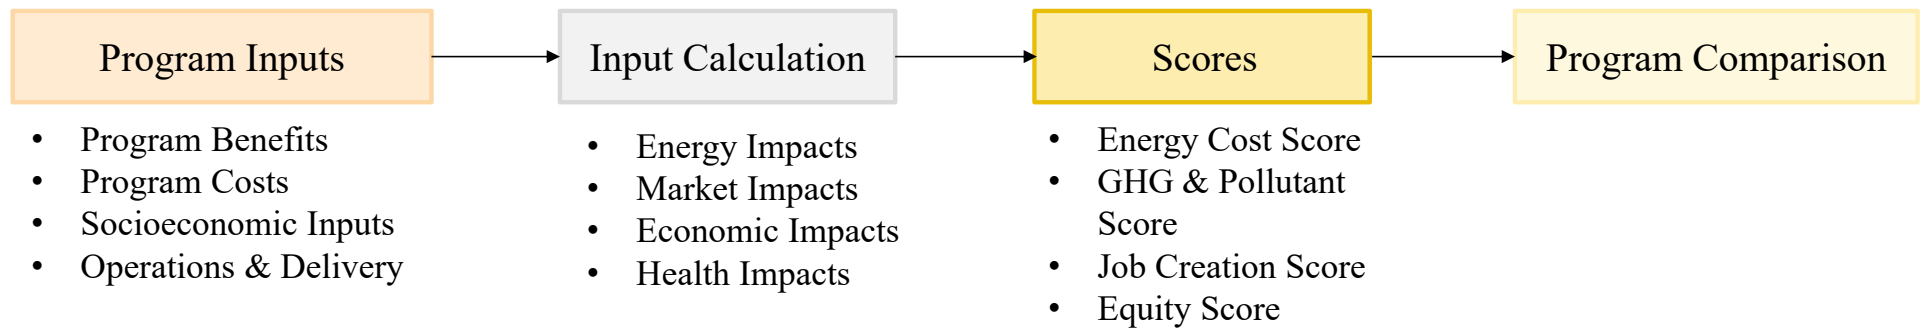 Program Inputs
• Program Benefits
• Program Costs
• Socioeconomic Inputs
• Operations & Delivery
Input Calculation
• Energy Impacts
• Market Impacts
• Economic Impacts
• Health Impacts
Scores
• Energy Cost Score
• GHG & Pollutant
Score
• Job Creation Score
• Equity Score
Program Comparison